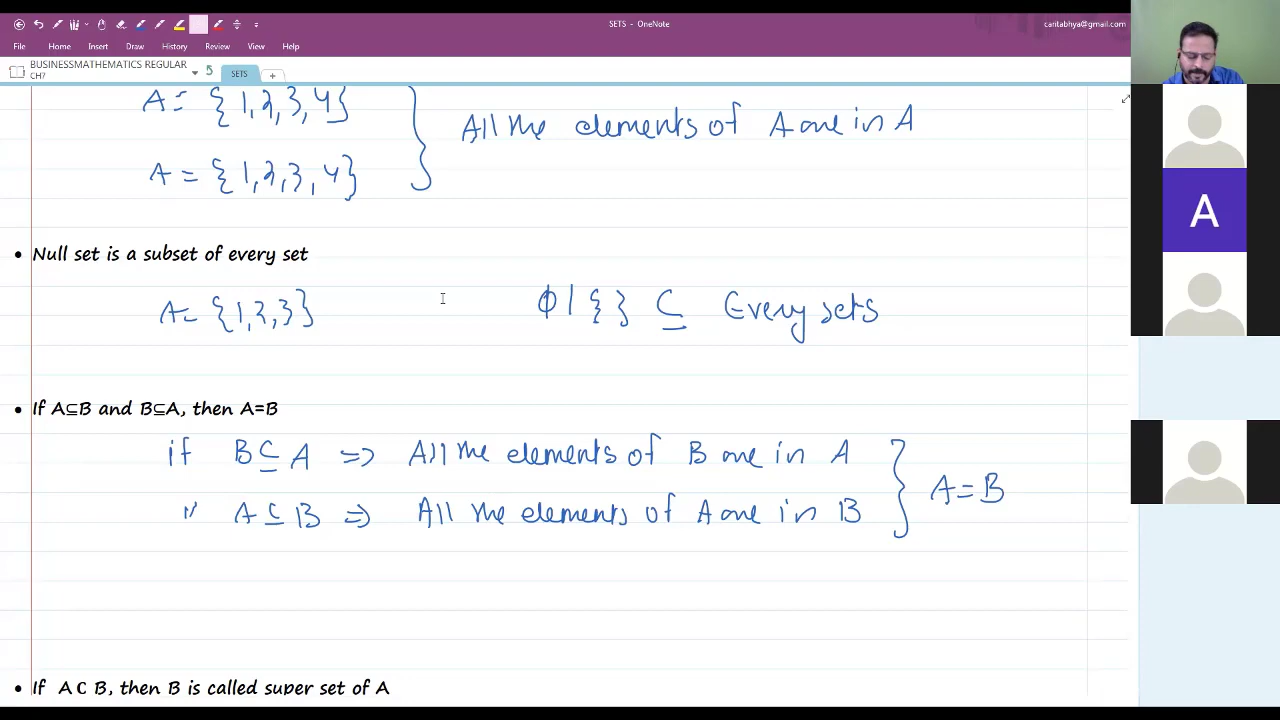 SETS - OneNote
cantabhya@gmail.com
File Home Insert Draw History Review View Help
BUSINESSMATHEMATICS REGULAR
CH7
SETS
A = {1,2,3,4}
All the elements of A are in A
A = {1,2,3,4}
• Null set is a subset of every set
A = {1,2,3}
ϕ / { } ⊆ Every sets
• If A⊆B and B⊆A, then A=B
if B ⊆ A ⇒ All the elements of B are in A
A = B
" A ⊆ B ⇒ All the elements of A are in B
• If A ⊂ B, then B is called super set of A
A